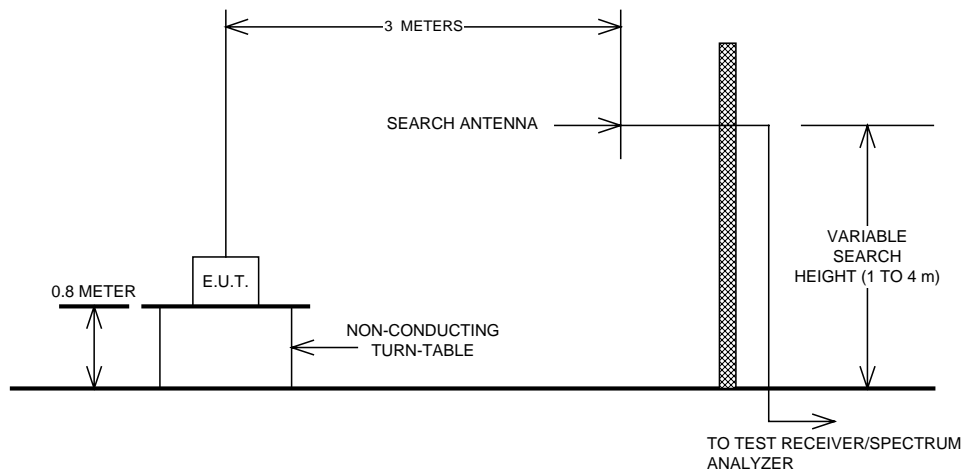 3 METERS
SEARCH ANTENNA
VARIABLE
SEARCH
HEIGHT (1 TO 4 m)
E.U.T.
0.8 METER
NON-CONDUCTING
TURN-TABLE
TO TEST RECEIVER/SPECTRUM
ANALYZER